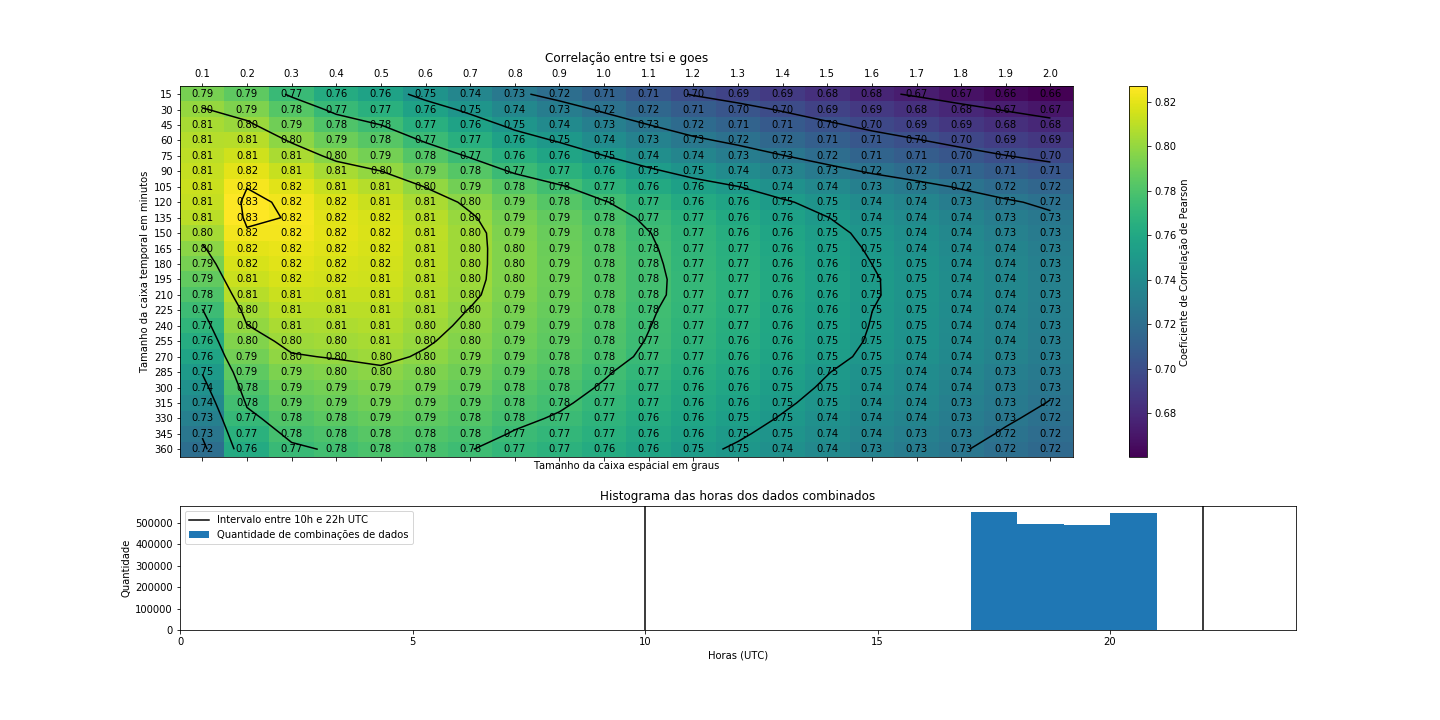 Correlação entre tsi e goes
0.1 0.2 0.3 0.4 0.5 0.6 0.7 0.8 0.9 1.0 1.1 1.2 1.3 1.4 1.5 1.6 1.7 1.8 1.9 2.0
15 0.79 0.79 0.77 0.76 0.76 0.75 0.74 0.73 0.72 0.71 0.71 0.70 0.69 0.69 0.68 0.68 0.67 0.67 0.66 0.66
30 0.80 0.79 0.78 0.77 0.77 0.76 0.75 0.74 0.73 0.72 0.72 0.71 0.70 0.70 0.69 0.69 0.68 0.68 0.67 0.67
45 0.81 0.80 0.79 0.78 0.78 0.77 0.76 0.75 0.74 0.73 0.73 0.72 0.71 0.71 0.70 0.70 0.69 0.69 0.68 0.68
60 0.81 0.81 0.80 0.79 0.78 0.77 0.77 0.76 0.75 0.74 0.73 0.73 0.72 0.72 0.71 0.71 0.70 0.70 0.69 0.69
75 0.81 0.81 0.81 0.80 0.79 0.78 0.77 0.76 0.76 0.75 0.74 0.74 0.73 0.73 0.72 0.71 0.71 0.70 0.70 0.70
90 0.81 0.82 0.81 0.81 0.80 0.79 0.78 0.77 0.77 0.76 0.75 0.75 0.74 0.73 0.73 0.72 0.72 0.71 0.71 0.71
105 0.81 0.82 0.82 0.81 0.81 0.80 0.79 0.78 0.78 0.77 0.76 0.76 0.75 0.74 0.74 0.73 0.73 0.72 0.72 0.72
120 0.81 0.83 0.82 0.82 0.81 0.81 0.80 0.79 0.78 0.78 0.77 0.76 0.76 0.75 0.75 0.74 0.74 0.73 0.73 0.72
135 0.81 0.83 0.82 0.82 0.82 0.81 0.80 0.79 0.79 0.78 0.77 0.77 0.76 0.76 0.75 0.74 0.74 0.74 0.73 0.73
150 0.80 0.82 0.82 0.82 0.82 0.81 0.80 0.79 0.79 0.78 0.78 0.77 0.76 0.76 0.75 0.75 0.74 0.74 0.73 0.73
165 0.80 0.82 0.82 0.82 0.81 0.81 0.80 0.80 0.79 0.78 0.78 0.77 0.77 0.76 0.75 0.75 0.74 0.74 0.74 0.73
180 0.79 0.82 0.82 0.82 0.82 0.81 0.80 0.80 0.79 0.78 0.78 0.77 0.77 0.76 0.76 0.75 0.74 0.74 0.74 0.73
195 0.79 0.81 0.82 0.82 0.82 0.81 0.80 0.80 0.79 0.78 0.78 0.77 0.77 0.76 0.76 0.75 0.75 0.74 0.74 0.73
210 0.78 0.81 0.81 0.81 0.81 0.81 0.80 0.79 0.79 0.78 0.78 0.77 0.77 0.76 0.76 0.75 0.75 0.74 0.74 0.73
225 0.77 0.80 0.81 0.81 0.81 0.81 0.80 0.79 0.79 0.78 0.78 0.77 0.77 0.76 0.76 0.75 0.75 0.74 0.74 0.73
240 0.77 0.80 0.81 0.81 0.81 0.80 0.80 0.79 0.79 0.78 0.78 0.77 0.77 0.76 0.76 0.75 0.75 0.74 0.74 0.73
255 0.76 0.80 0.80 0.80 0.81 0.80 0.80 0.79 0.79 0.78 0.77 0.77 0.76 0.76 0.75 0.75 0.74 0.74 0.74 0.73
270 0.76 0.79 0.80 0.80 0.80 0.80 0.79 0.79 0.78 0.78 0.77 0.77 0.76 0.76 0.75 0.75 0.74 0.74 0.73 0.73
285 0.75 0.79 0.79 0.80 0.80 0.80 0.79 0.79 0.78 0.78 0.77 0.77 0.76 0.76 0.75 0.75 0.74 0.74 0.73 0.73
300 0.74 0.78 0.79 0.79 0.79 0.79 0.79 0.78 0.78 0.77 0.77 0.76 0.76 0.75 0.75 0.74 0.74 0.74 0.73 0.73
315 0.74 0.78 0.79 0.79 0.79 0.79 0.79 0.78 0.78 0.77 0.77 0.76 0.76 0.75 0.75 0.74 0.74 0.73 0.73 0.72
330 0.73 0.77 0.78 0.78 0.79 0.79 0.78 0.78 0.77 0.77 0.76 0.76 0.75 0.75 0.74 0.74 0.74 0.73 0.73 0.72
345 0.73 0.77 0.78 0.78 0.78 0.78 0.78 0.77 0.77 0.77 0.76 0.76 0.75 0.75 0.74 0.74 0.73 0.73 0.72 0.72
360 0.72 0.76 0.77 0.78 0.78 0.78 0.78 0.77 0.77 0.76 0.76 0.75 0.75 0.74 0.74 0.73 0.73 0.73 0.72 0.72
Tamanho da caixa temporal em minutos
Tamanho da caixa espacial em graus
0.82
0.80
0.78
0.76
0.74
0.72
0.70
0.68
Coeficiente de Correlação de Pearson
Histograma das horas dos dados combinados
Intervalo entre 10h e 22h UTC
Quantidade de combinações de dados
500000
400000
300000
200000
100000
0
Quantidade
0 5 10 15 20
Horas (UTC)